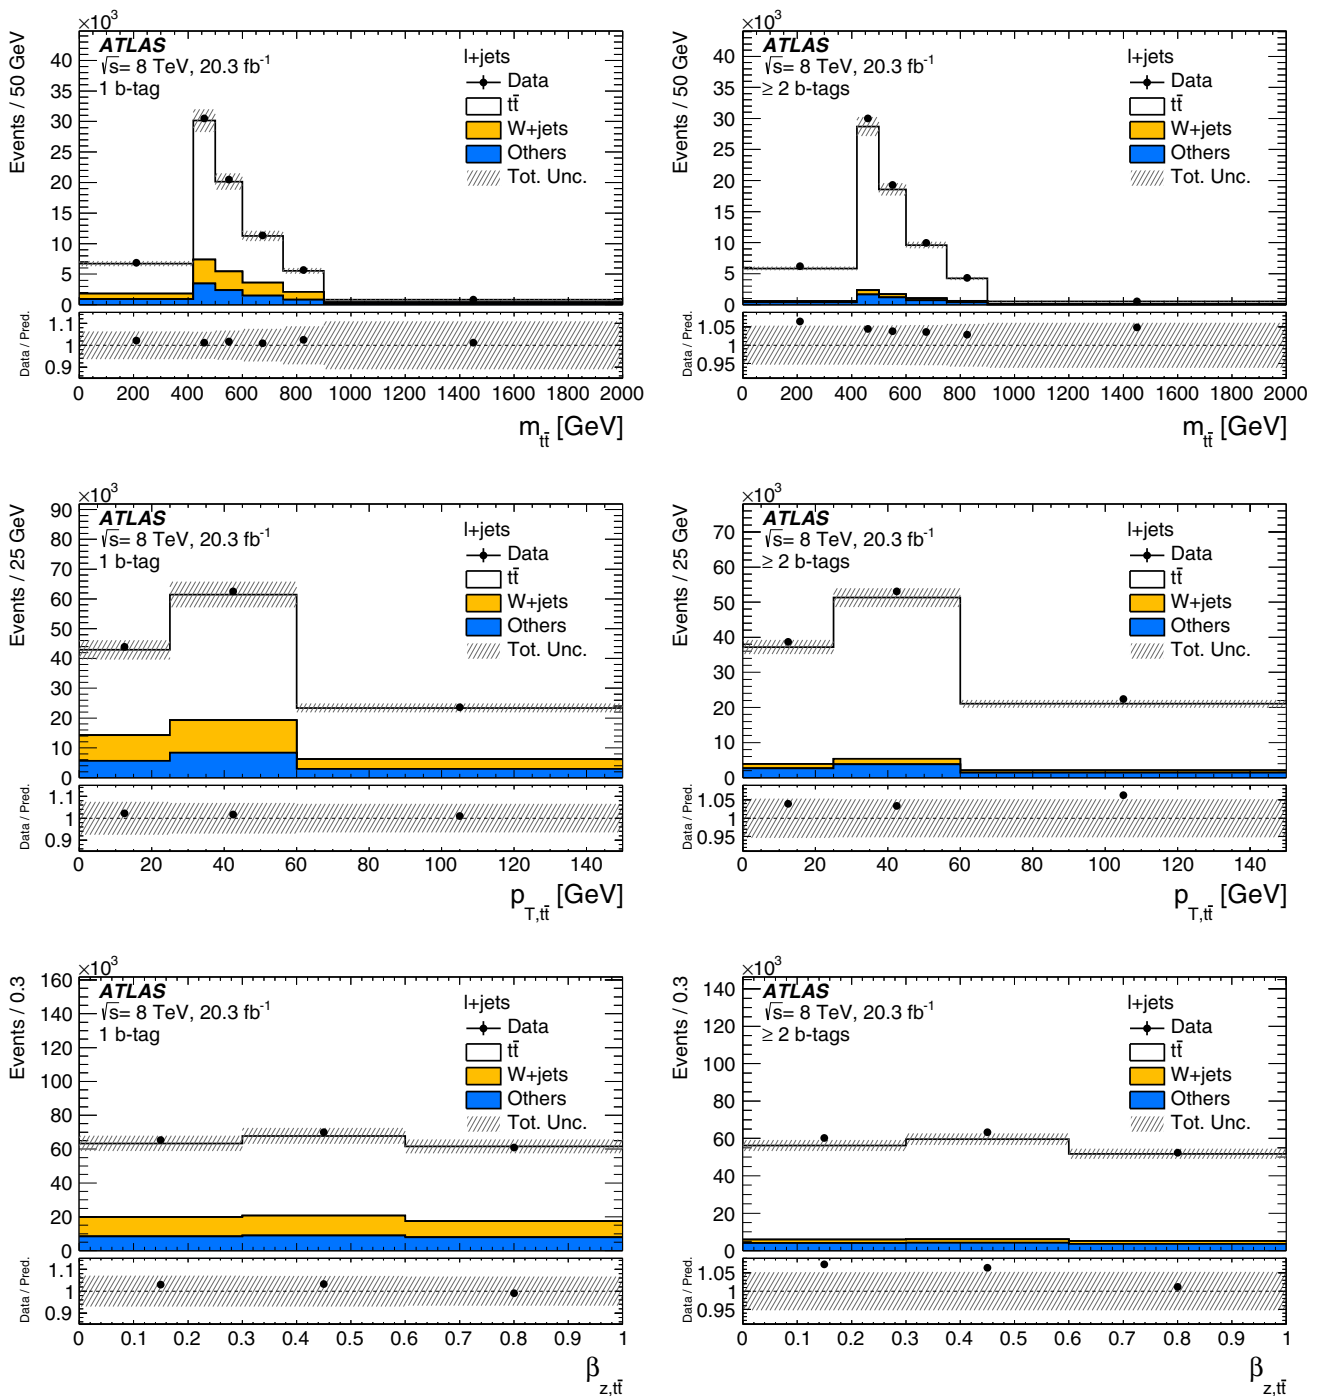 ×10³
Events / 50 GeV
ATLAS
√s= 8 TeV, 20.3 fb⁻¹
1 b-tag
l+jets
Data
tt̄
W+jets
Others
Tot. Unc.
40
35
30
25
20
15
10
5
0
Data / Pred.
1.1
1
0.9
0 200 400 600 800 1000 1200 1400 1600 1800 2000
m_tt̄ [GeV]
×10³
Events / 50 GeV
ATLAS
√s= 8 TeV, 20.3 fb⁻¹
≥ 2 b-tags
l+jets
Data
tt̄
W+jets
Others
Tot. Unc.
40
35
30
25
20
15
10
5
0
Data / Pred.
1.05
1
0.95
0 200 400 600 800 1000 1200 1400 1600 1800 2000
m_tt̄ [GeV]
×10³
Events / 25 GeV
ATLAS
√s= 8 TeV, 20.3 fb⁻¹
1 b-tag
l+jets
Data
tt̄
W+jets
Others
Tot. Unc.
90
80
70
60
50
40
30
20
10
0
Data / Pred.
1.1
1
0.9
0 20 40 60 80 100 120 140
p_T,tt̄ [GeV]
×10³
Events / 25 GeV
ATLAS
√s= 8 TeV, 20.3 fb⁻¹
≥ 2 b-tags
l+jets
Data
tt̄
W+jets
Others
Tot. Unc.
70
60
50
40
30
20
10
0
Data / Pred.
1.05
1
0.95
0 20 40 60 80 100 120 140
p_T,tt̄ [GeV]
×10³
Events / 0.3
ATLAS
√s= 8 TeV, 20.3 fb⁻¹
1 b-tag
l+jets
Data
tt̄
W+jets
Others
Tot. Unc.
160
140
120
100
80
60
40
20
0
Data / Pred.
1.1
1
0.9
0 0.1 0.2 0.3 0.4 0.5 0.6 0.7 0.8 0.9 1
β_z,tt̄
×10³
Events / 0.3
ATLAS
√s= 8 TeV, 20.3 fb⁻¹
≥ 2 b-tags
l+jets
Data
tt̄
W+jets
Others
Tot. Unc.
140
120
100
80
60
40
20
0
Data / Pred.
1.05
1
0.95
0 0.1 0.2 0.3 0.4 0.5 0.6 0.7 0.8 0.9 1
β_z,tt̄